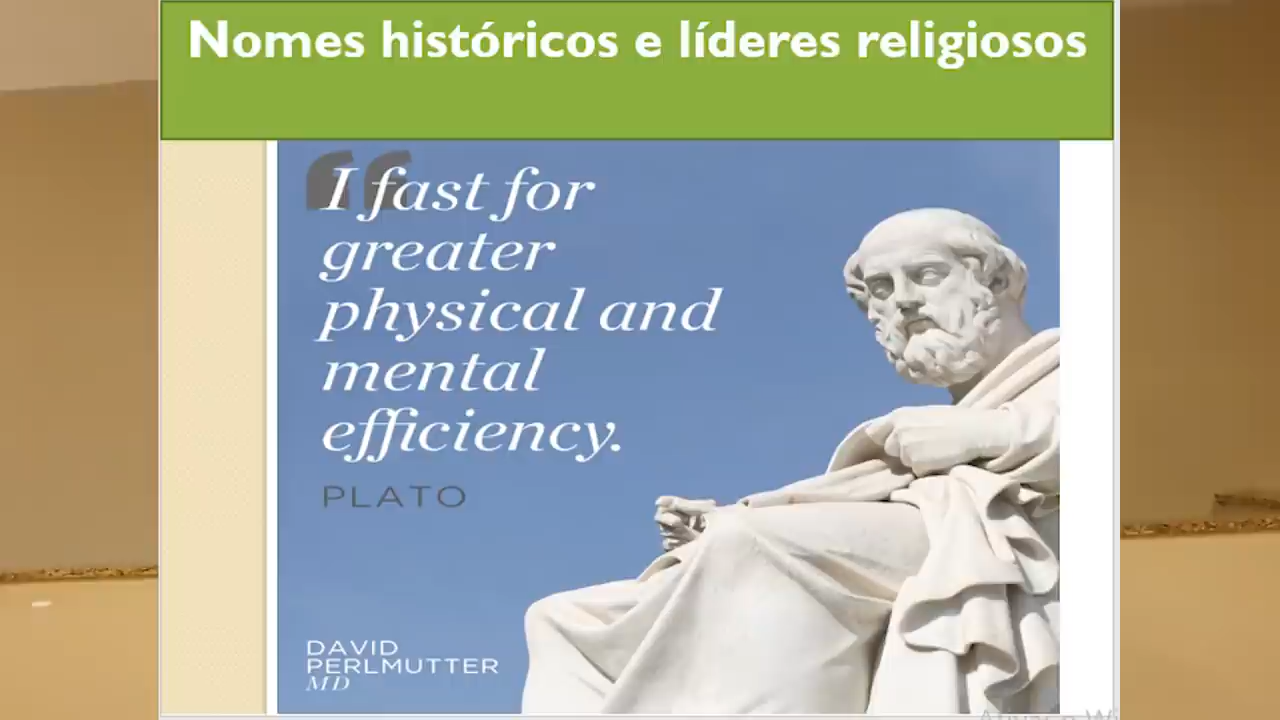 Nomes históricos e líderes religiosos
“
I fast for
greater
physical and
mental
efficiency.
PLATO
DAVID
PERLMUTTER
MD